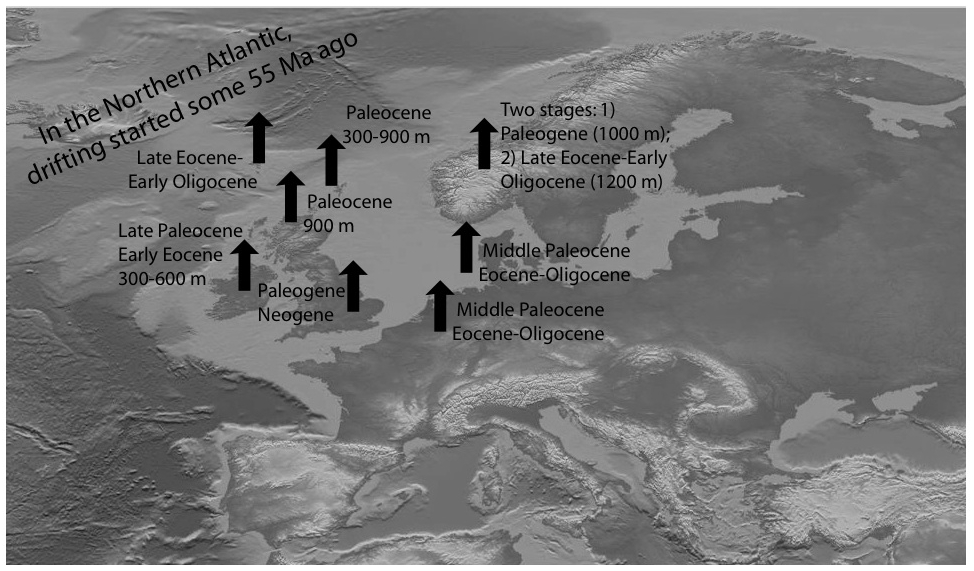 In the Northern Atlantic,
drifting started some 55 Ma ago
Paleocene
300-900 m
Two stages: 1)
Paleogene (1000 m);
2) Late Eocene-Early
Oligocene (1200 m)
Late Eocene-
Early Oligocene
Paleocene
900 m
Late Paleocene
Early Eocene
300-600 m
Paleogene
Neogene
Middle Paleocene
Eocene-Oligocene
Middle Paleocene
Eocene-Oligocene